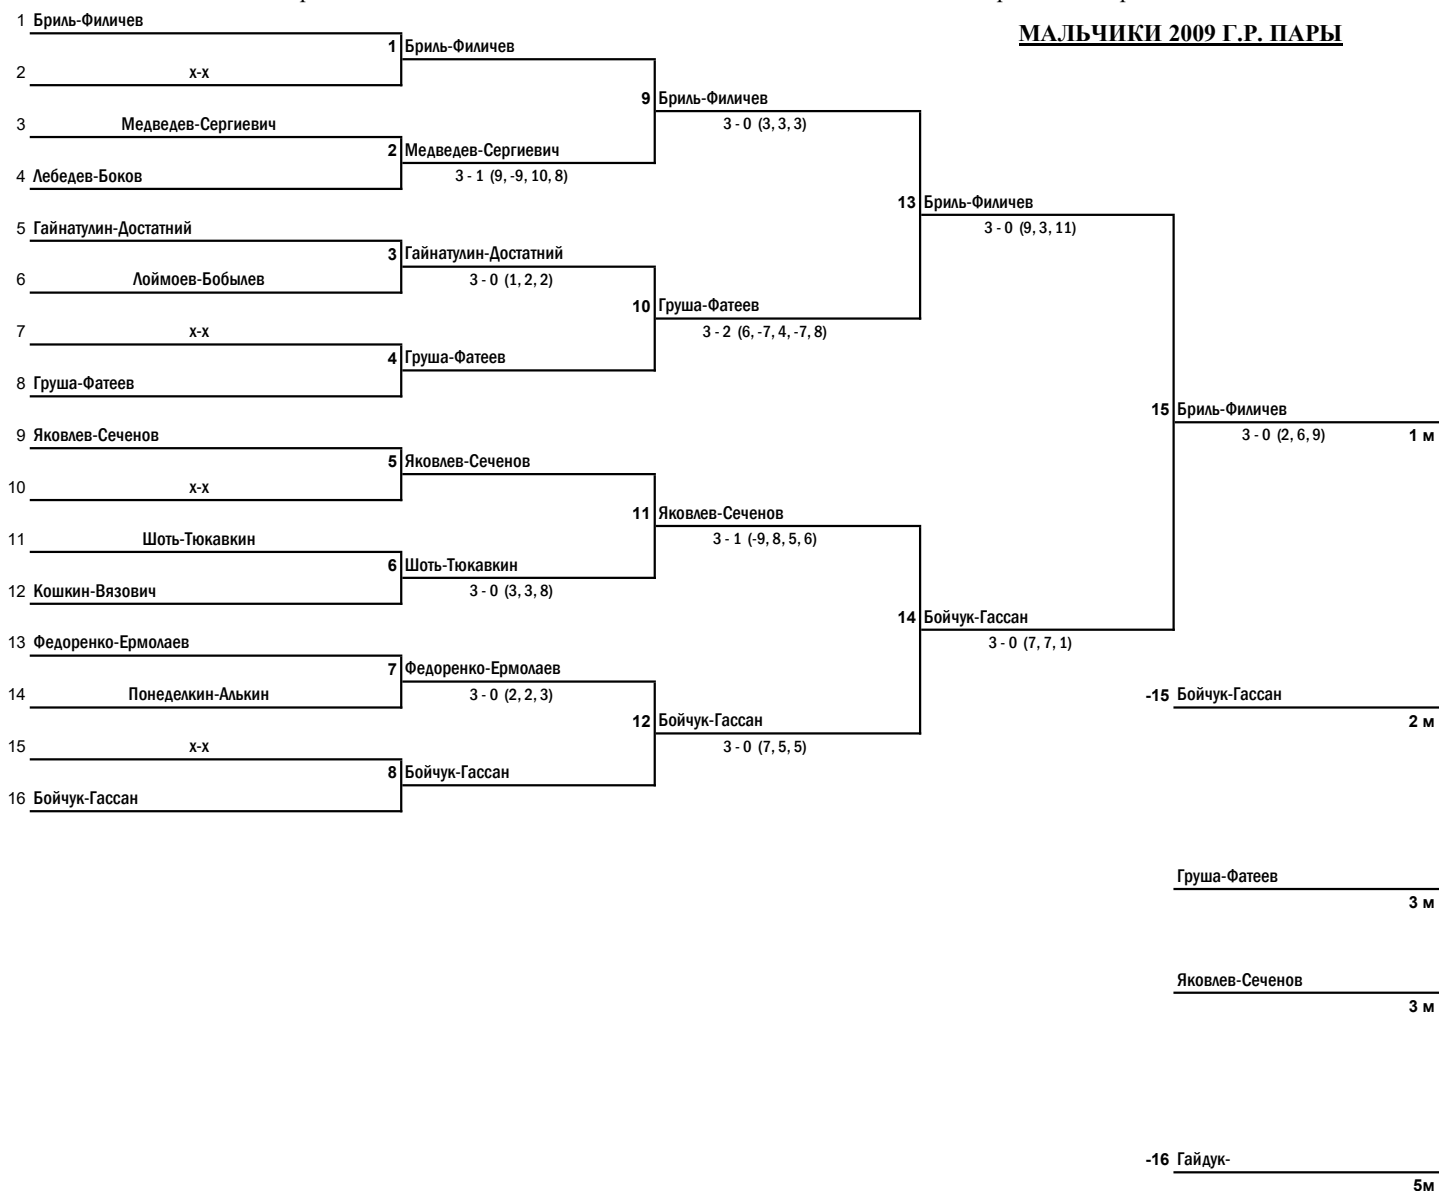 МАЛЬЧИКИ 2009 Г.Р. ПАРЫ
1 Бриль-Филичев
1 Бриль-Филичев
2 x-x
9 Бриль-Филичев
3 - 0 (3, 3, 3)
3 Медведев-Сергиевич
2 Медведев-Сергиевич
3 - 1 (9, -9, 10, 8)
4 Лебедев-Боков
13 Бриль-Филичев
3 - 0 (9, 3, 11)
5 Гайнатулин-Достатний
3 Гайнатулин-Достатний
3 - 0 (1, 2, 2)
6 Лоймоев-Бобылев
10 Груша-Фатеев
3 - 2 (6, -7, 4, -7, 8)
7 x-x
4 Груша-Фатеев
8 Груша-Фатеев
15 Бриль-Филичев
3 - 0 (2, 6, 9) 1 м
9 Яковлев-Сеченов
5 Яковлев-Сеченов
10 x-x
11 Яковлев-Сеченов
3 - 1 (-9, 8, 5, 6)
11 Шоть-Тюкавкин
6 Шоть-Тюкавкин
3 - 0 (3, 3, 8)
12 Кошкин-Вязович
14 Бойчук-Гассан
3 - 0 (7, 7, 1)
13 Федоренко-Ермолаев
7 Федоренко-Ермолаев
3 - 0 (2, 2, 3)
14 Понеделкин-Алькин
-15 Бойчук-Гассан
2 м
12 Бойчук-Гассан
3 - 0 (7, 5, 5)
15 x-x
8 Бойчук-Гассан
16 Бойчук-Гассан
Груша-Фатеев
3 м
Яковлев-Сеченов
3 м
-16 Гайдук-
5м